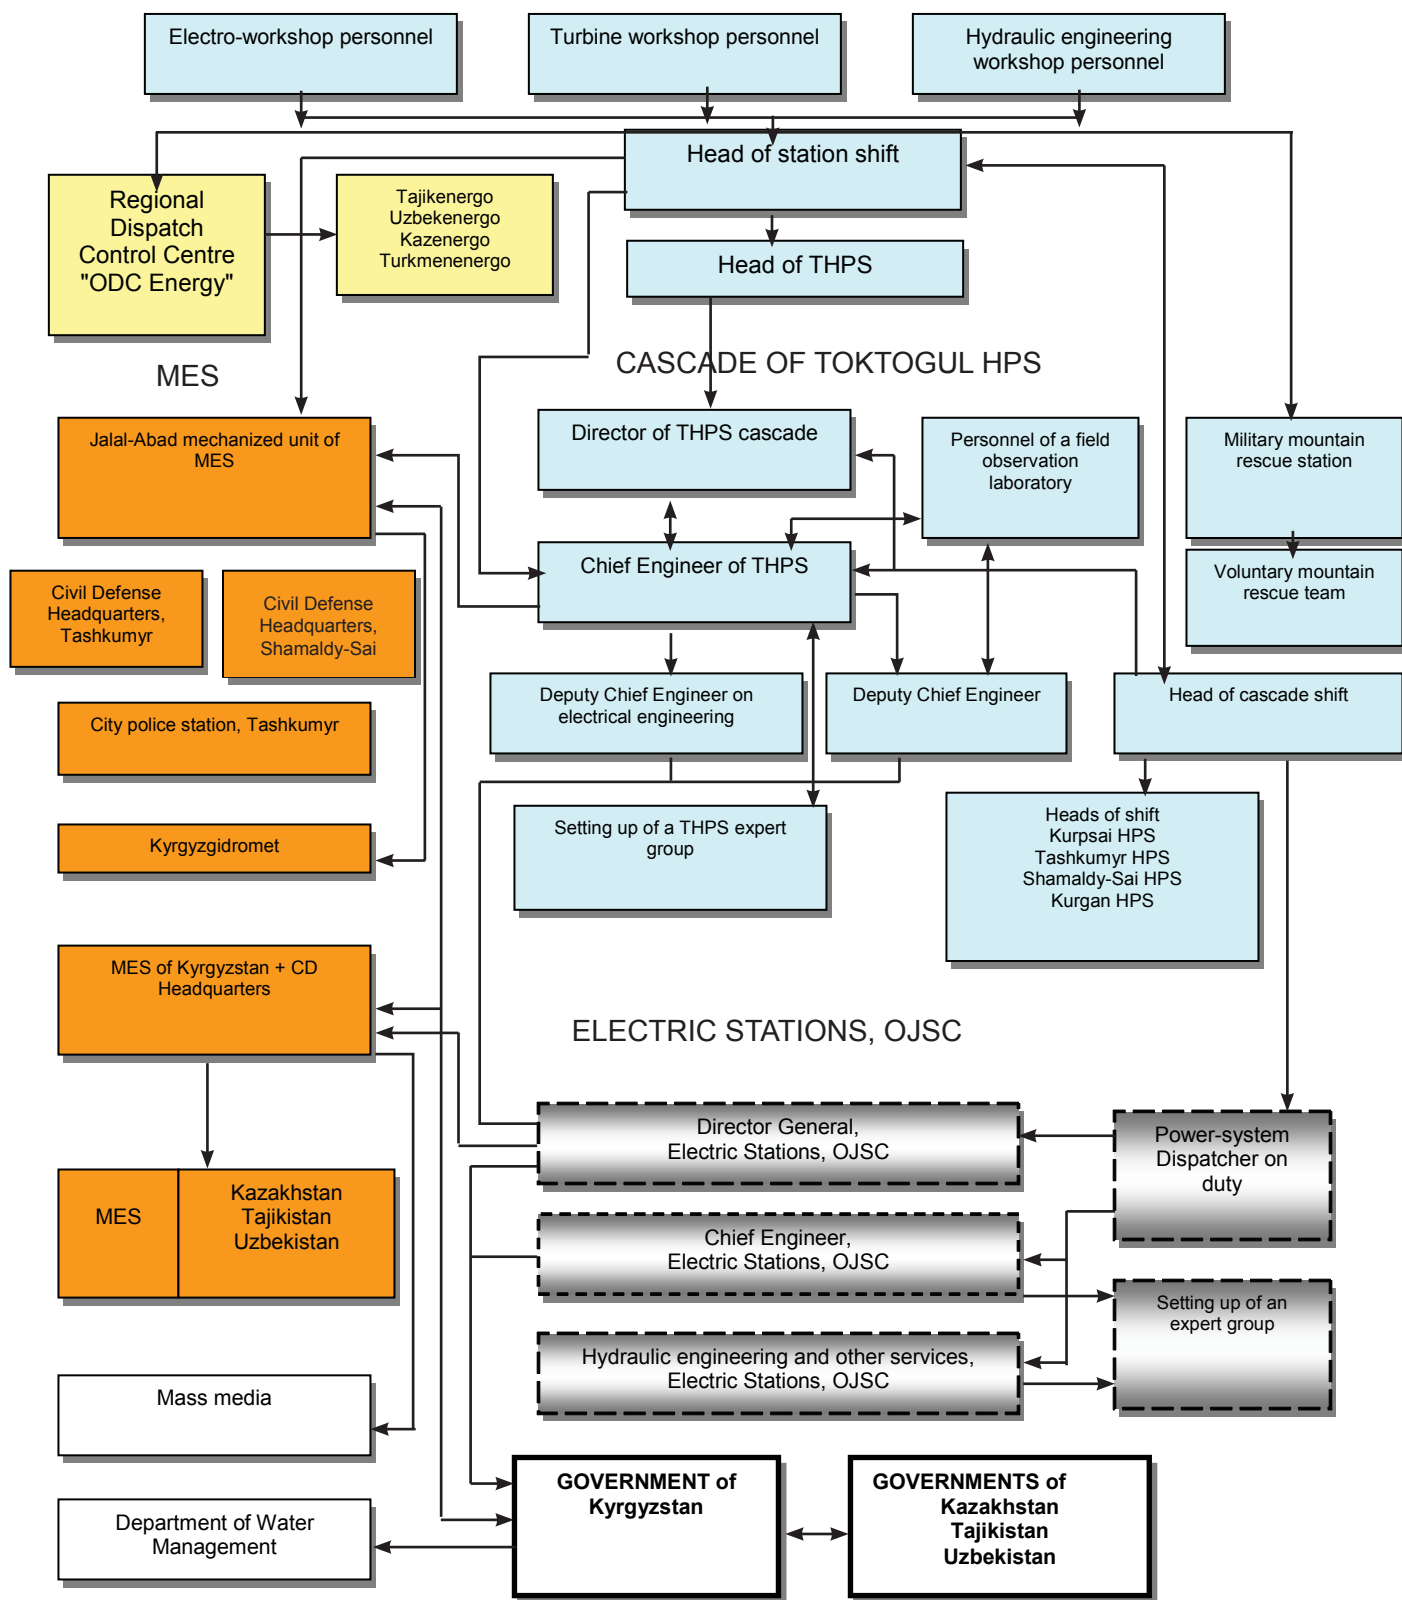 Electro-workshop personnel
Turbine workshop personnel
Hydraulic engineering
workshop personnel
Head of station shift
Regional
Dispatch
Control Centre
"ODC Energy"
Tajikenergo
Uzbekenergo
Kazenergo
Turkmenenergo
Head of THPS
MES
CASCADE OF TOKTOGUL HPS
Jalal-Abad mechanized unit of
MES
Director of THPS cascade
Personnel of a field
observation
laboratory
Military mountain
rescue station
Chief Engineer of THPS
Voluntary mountain
rescue team
Civil Defense
Headquarters,
Tashkumyr
Civil Defense
Headquarters,
Shamaldy-Sai
Deputy Chief Engineer on
electrical engineering
Deputy Chief Engineer
Head of cascade shift
City police station, Tashkumyr
Setting up of a THPS expert
group
Heads of shift
Kurpsai HPS
Tashkumyr HPS
Shamaldy-Sai HPS
Kurgan HPS
Kyrgyzgidromet
MES of Kyrgyzstan + CD
Headquarters
ELECTRIC STATIONS, OJSC
Director General,
Electric Stations, OJSC
Power-system
Dispatcher on
duty
MES
Kazakhstan
Tajikistan
Uzbekistan
Chief Engineer,
Electric Stations, OJSC
Setting up of an
expert group
Hydraulic engineering and other services,
Electric Stations, OJSC
Mass media
GOVERNMENT of
Kyrgyzstan
GOVERNMENTS of
Kazakhstan
Tajikistan
Uzbekistan
Department of Water
Management